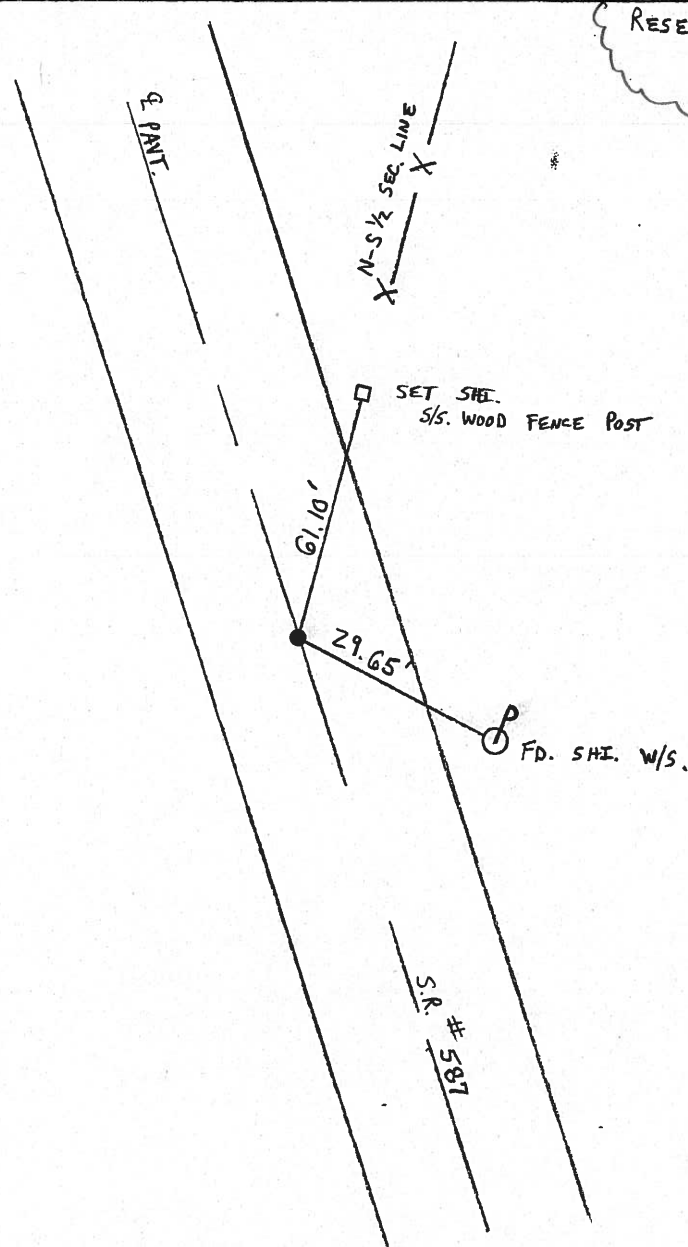 RESE
℄ PAVT.
N-S 1/2 SEC. LINE
SET SHI.
S/S. WOOD FENCE POST
61.10'
29.65'
P
FD. SHI. W/S.
S.R. # 587